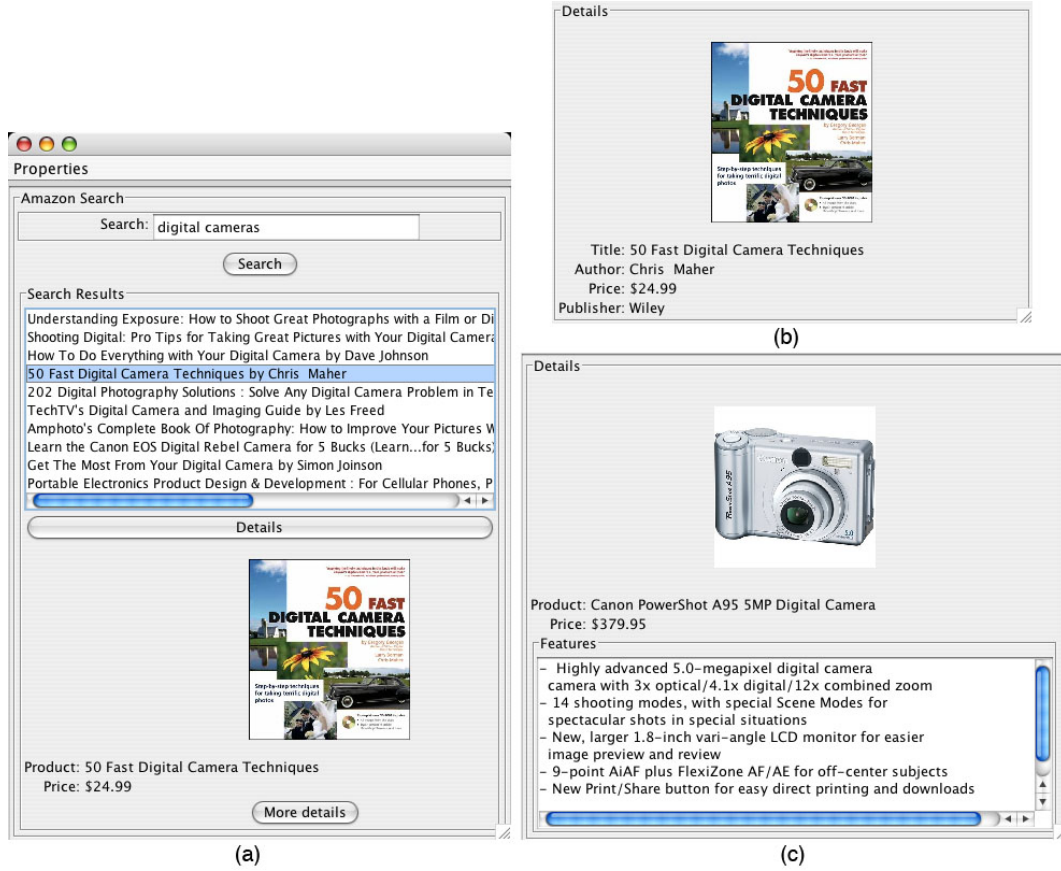 Properties
Amazon Search
Search: digital cameras
Search
Search Results
Understanding Exposure: How to Shoot Great Photographs with a Film or Di
Shooting Digital: Pro Tips for Taking Great Pictures with Your Digital Camera
How To Do Everything with Your Digital Camera by Dave Johnson
50 Fast Digital Camera Techniques by Chris  Maher
202 Digital Photography Solutions : Solve Any Digital Camera Problem in Te
TechTV's Digital Camera and Imaging Guide by Les Freed
Amphoto's Complete Book Of Photography: How to Improve Your Pictures W
Learn the Canon EOS Digital Rebel Camera for 5 Bucks (Learn...for 5 Bucks)
Get The Most From Your Digital Camera by Simon Joinson
Portable Electronics Product Design & Development : For Cellular Phones, P
Details
50 FAST
DIGITAL CAMERA
TECHNIQUES
Step-by-step techniques
for taking terrific digital
photos
Product: 50 Fast Digital Camera Techniques
Price: $24.99
More details
(a)
Details
50 FAST
DIGITAL CAMERA
TECHNIQUES
Step-by-step techniques
for taking terrific digital
photos
Title: 50 Fast Digital Camera Techniques
Author: Chris  Maher
Price: $24.99
Publisher: Wiley
(b)
Details
PowerShot A95
Product: Canon PowerShot A95 5MP Digital Camera
Price: $379.95
Features
-  Highly advanced 5.0-megapixel digital camera
camera with 3x optical/4.1x digital/12x combined zoom
- 14 shooting modes, with special Scene Modes for
spectacular shots in special situations
- New, larger 1.8-inch vari-angle LCD monitor for easier
image preview and review
- 9-point AiAF plus FlexiZone AF/AE for off-center subjects
- New Print/Share button for easy direct printing and downloads
(c)